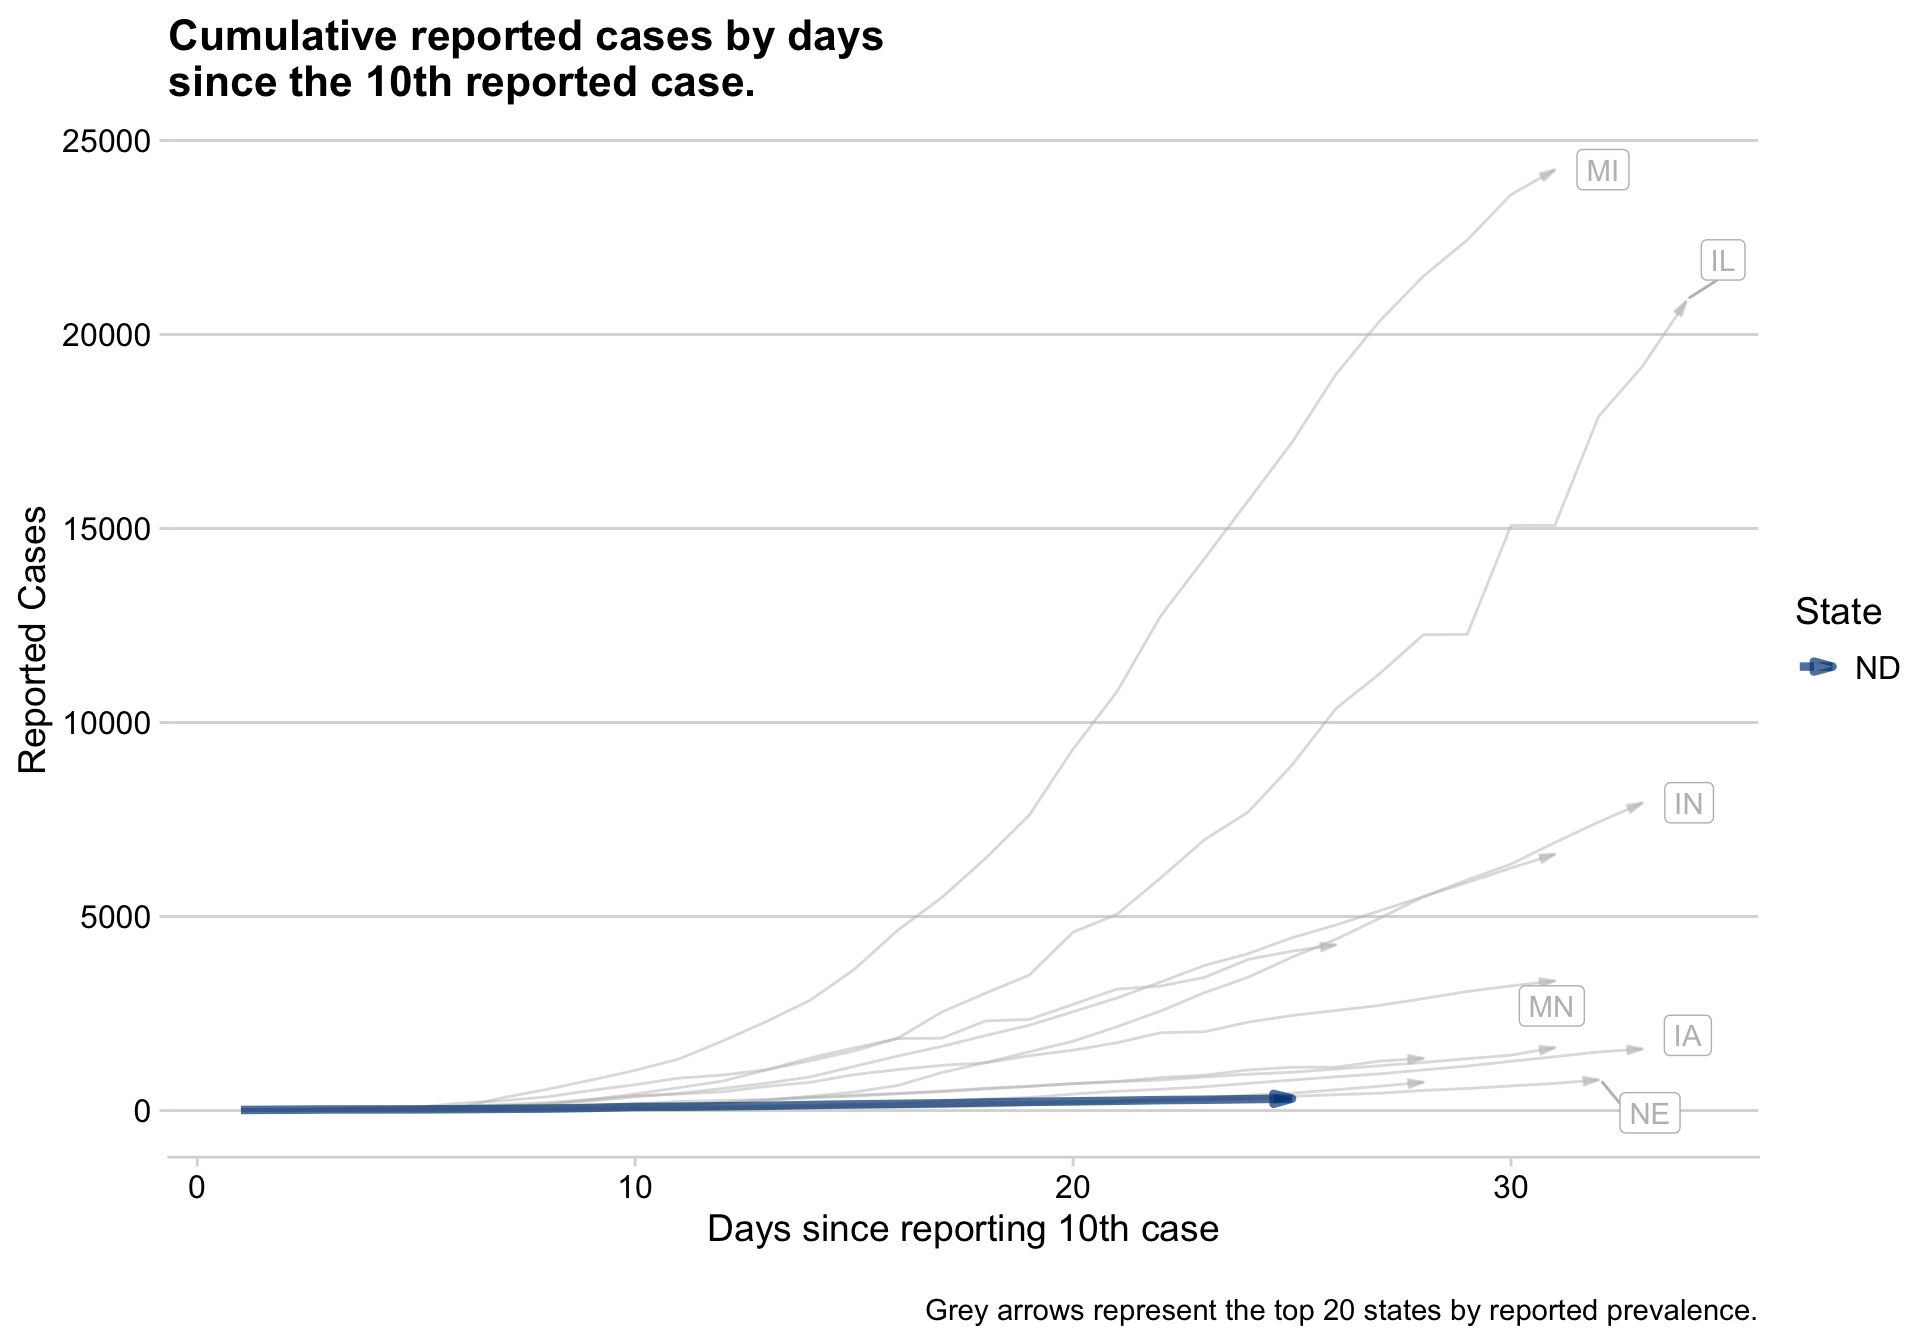 Cumulative reported cases by days
since the 10th reported case.
25000
20000
15000
10000
5000
0
Reported Cases
MI
IL
IN
MN
IA
NE
0 10 20 30
Days since reporting 10th case
State
ND
Grey arrows represent the top 20 states by reported prevalence.